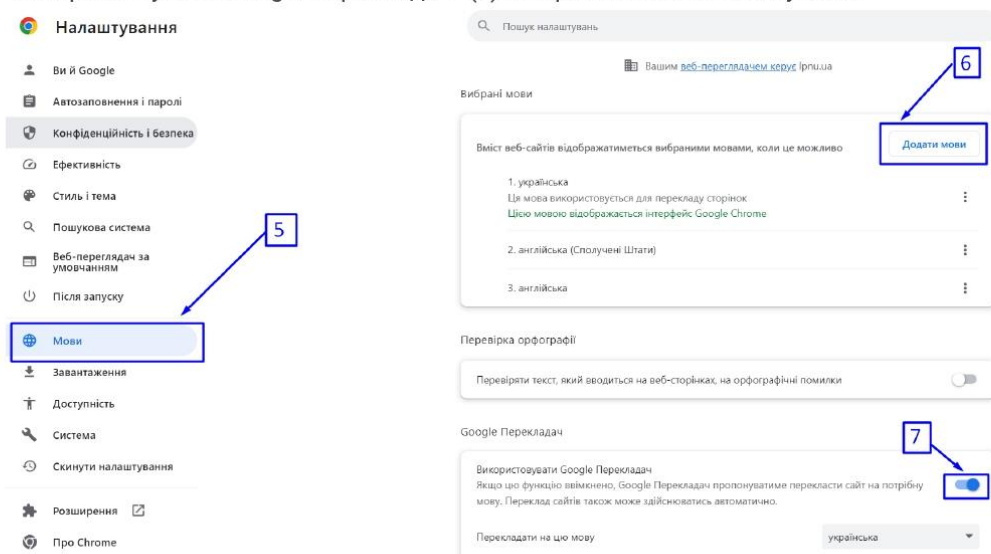 Налаштування
Ви й Google
Автозаповнення і паролі
Конфіденційність і безпека
Ефективність
Стиль і тема
Пошукова система
Веб-переглядач за
умовчанням
Після запуску
Мови
Завантаження
Доступність
Система
Скинути налаштування
Розширення
Про Chrome
5
Пошук налаштувань
Вашим веб-переглядачем керує lpnu.ua
6
Вибрані мови
Вміст веб-сайтів відображатиметься вибраними мовами, коли це можливо
Додати мови
1. українська
Ця мова використовується для перекладу сторінок
Цією мовою відображається інтерфейс Google Chrome
2. англійська (Сполучені Штати)
3. англійська
Перевірка орфографії
Перевіряти текст, який вводиться на веб-сторінках, на орфографічні помилки
Google Перекладач
7
Використовувати Google Перекладач
Якщо цю функцію ввімкнено, Google Перекладач пропонуватиме перекласти сайт на потрібну
мову. Переклад сайтів також може здійснюватись автоматично.
Перекладати на цю мову
українська